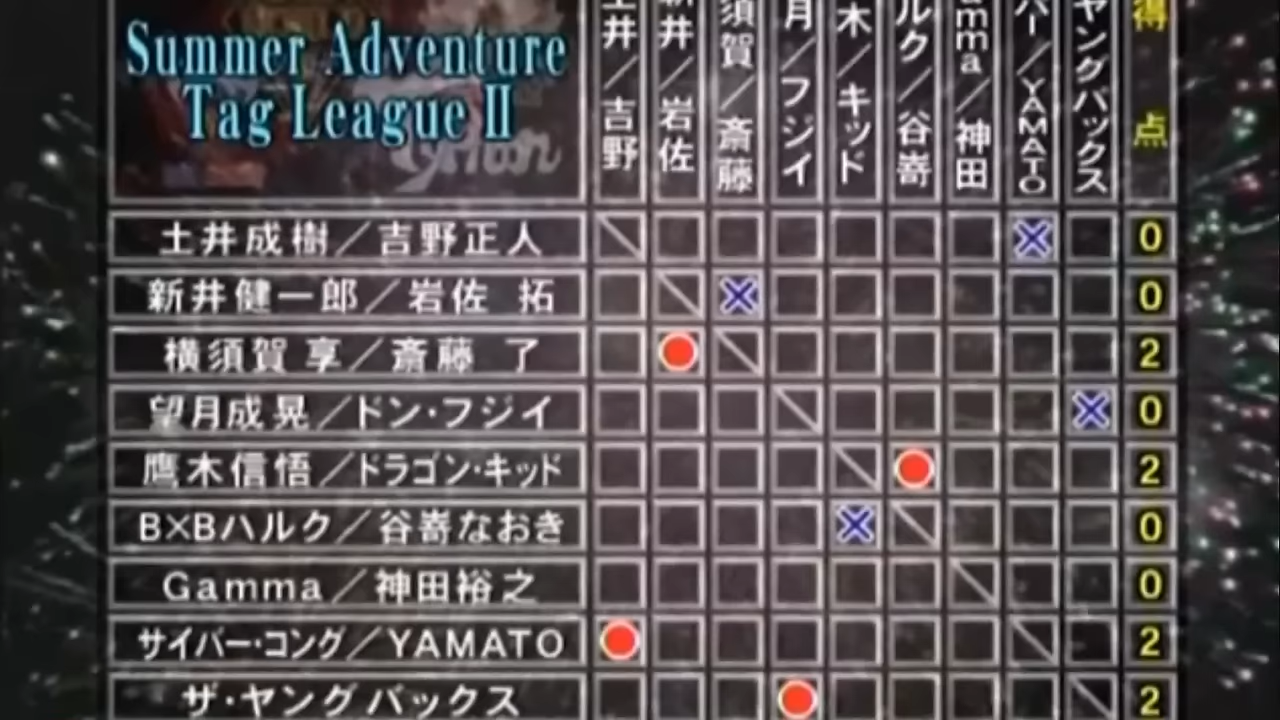 Summer Adventure
Tag League II
土井／吉野
新井／岩佐
須賀／斎藤
月／フジイ
木／キッド
ルク／谷嵜
amma／神田
バー／YAMATO
ヤングバックス
得点
土井成樹／吉野正人 0
新井健一郎／岩佐 拓 0
横須賀 享／斎藤 了 2
望月成晃／ドン・フジイ 0
鷹木信悟／ドラゴン・キッド 2
B×Bハルク／谷嵜なおき 0
Gamma／神田裕之 0
サイバー・コング／YAMATO 2
ザ・ヤングバックス 2